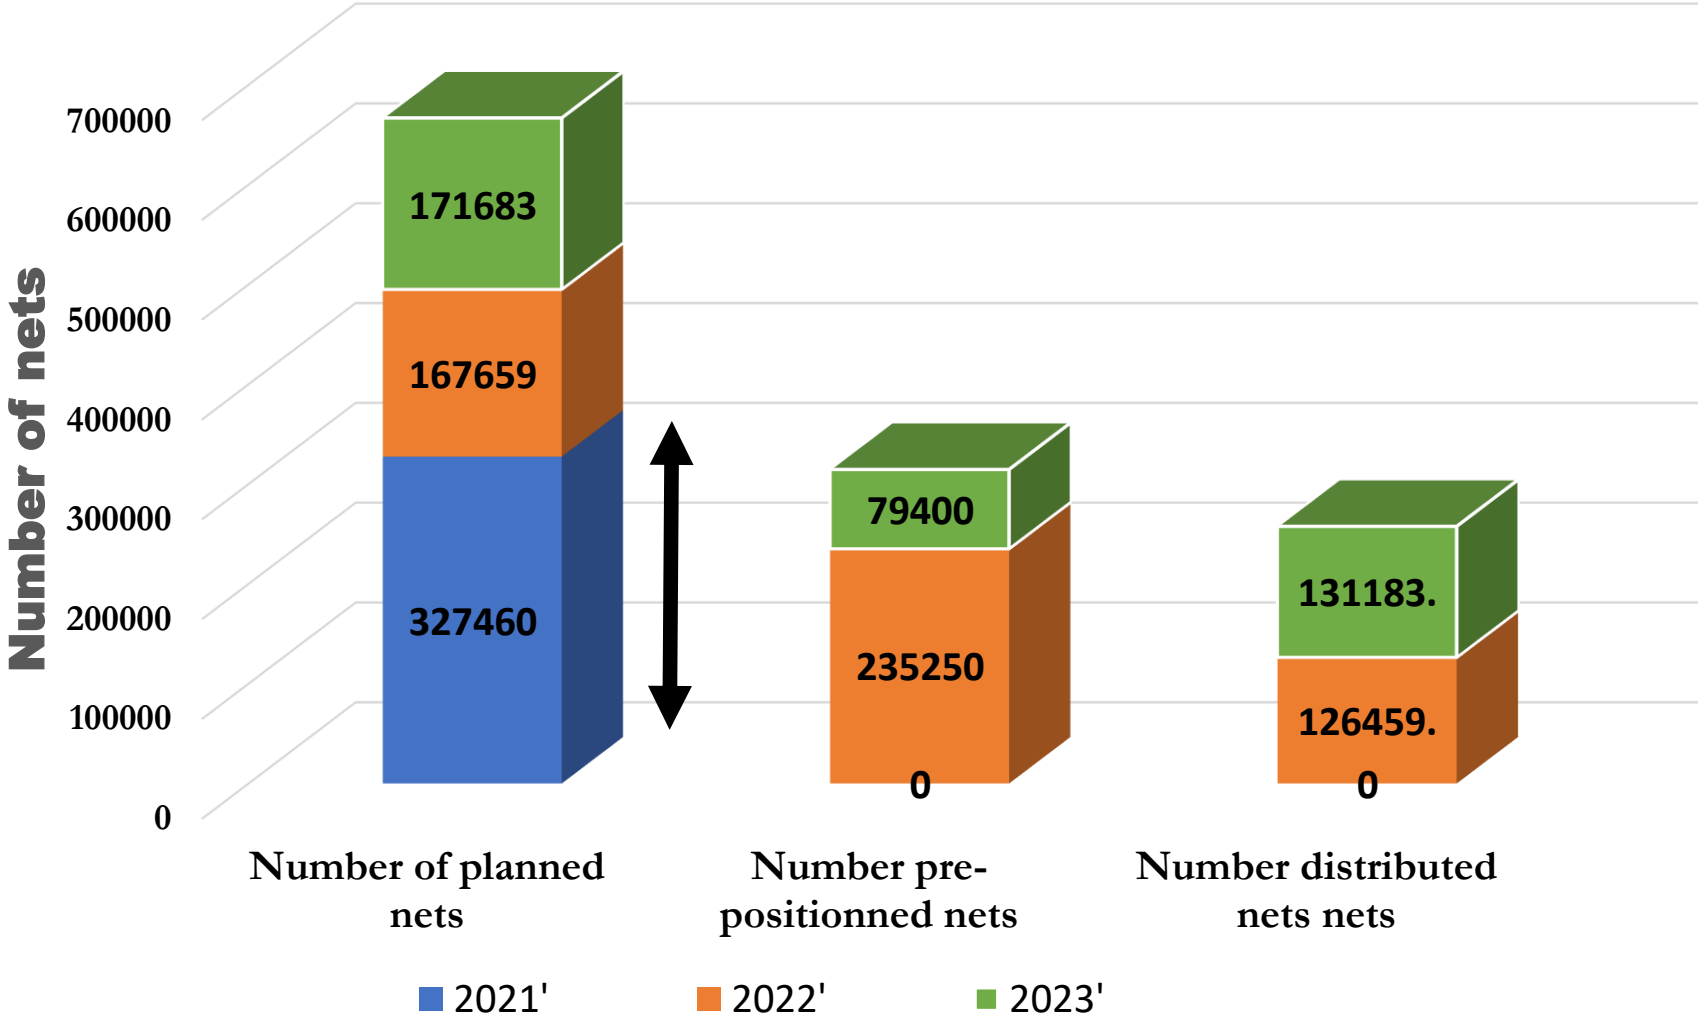 Number of nets
700000
600000
500000
400000
300000
200000
100000
0
171683
167659
327460
79400
235250
0
131183.
126459.
0
Number of planned
nets
Number pre-
positionned nets
Number distributed
nets nets
2021'
2022'
2023'